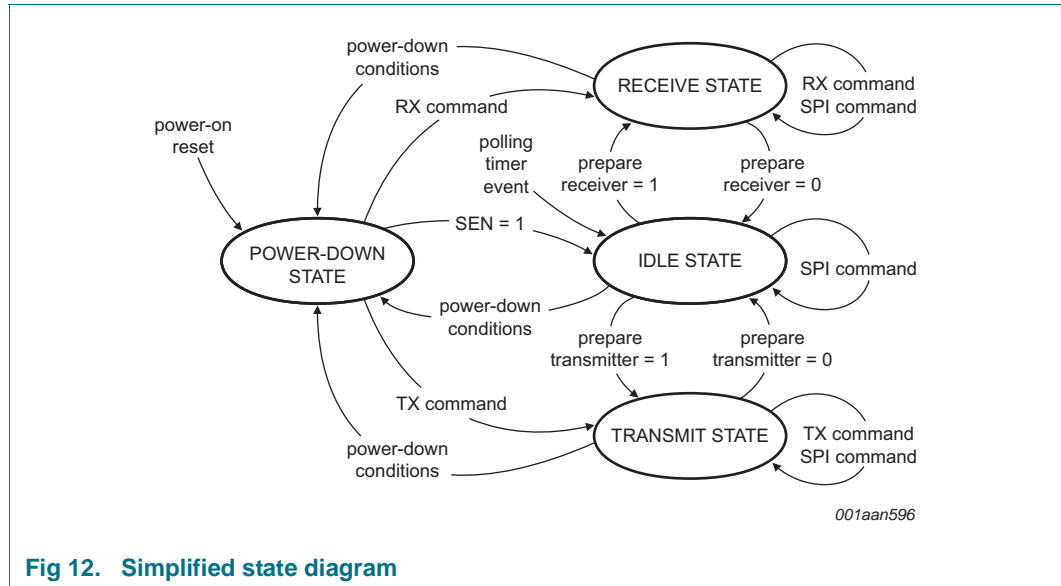 power-down
conditions
RECEIVE STATE
RX command
SPI command
RX command
power-on
reset
polling
timer
event
prepare
receiver = 1
prepare
receiver = 0
SEN = 1
POWER-DOWN
STATE
IDLE STATE
SPI command
power-down
conditions
prepare
transmitter = 1
prepare
transmitter = 0
TX command
power-down
conditions
TRANSMIT STATE
TX command
SPI command
001aan596
Fig 12. Simplified state diagram